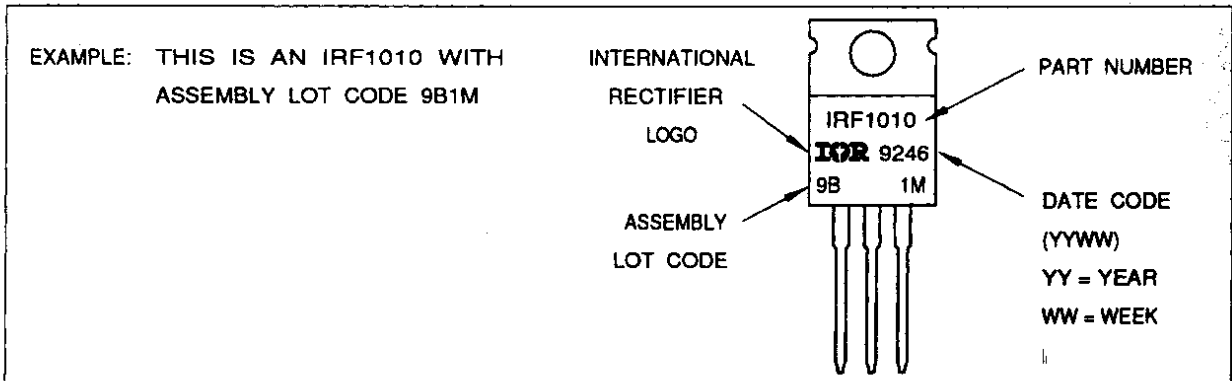 EXAMPLE: THIS IS AN IRF1010 WITH
ASSEMBLY LOT CODE 9B1M
INTERNATIONAL
RECTIFIER
LOGO
ASSEMBLY
LOT CODE
IRF1010
IOR 9246
9B 1M
PART NUMBER
DATE CODE
(YYWW)
YY = YEAR
WW = WEEK